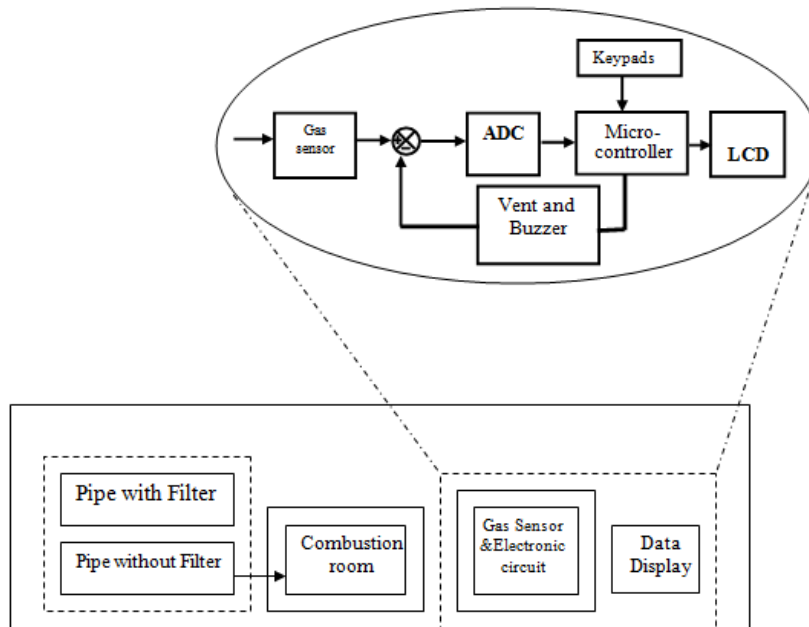 Keypads
Gas
sensor
+
−
ADC
Micro-
controller
LCD
Vent and
Buzzer
Pipe with Filter
Pipe without Filter
Combustion
room
Gas Sensor
&Electronic
circuit
Data
Display